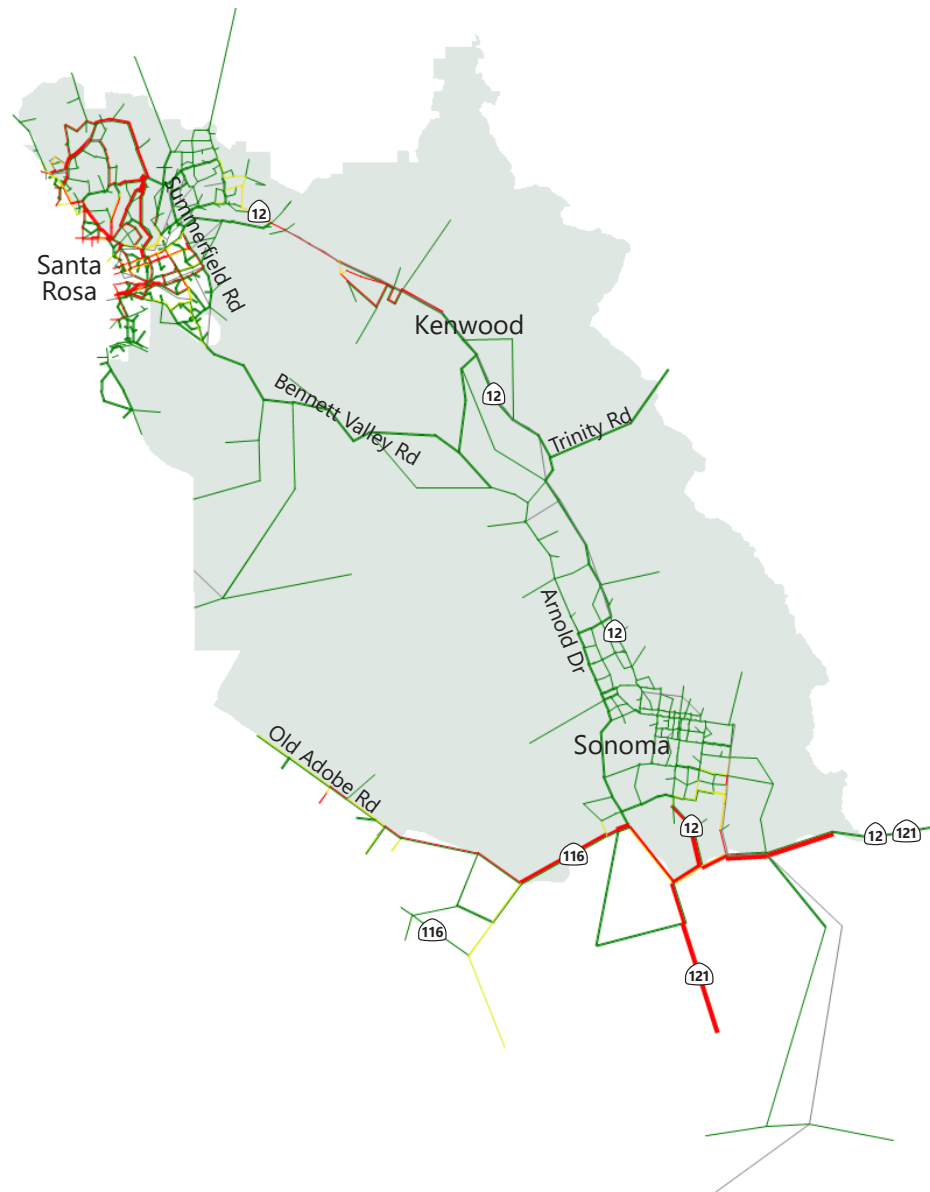 Summerfield Rd
12
Santa
Rosa
Kenwood
12
Bennett Valley Rd
Trinity Rd
Arnold Dr
12
Old Adobe Rd
Sonoma
12
12
121
116
116
121